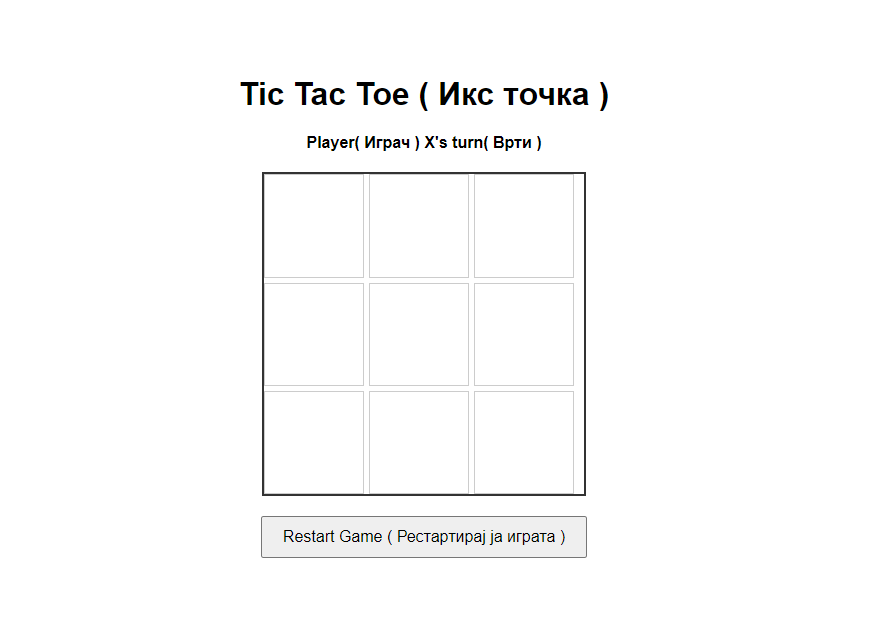 Tic Tac Toe ( Икс точка )
Player( Играч ) X's turn( Врти )
Restart Game ( Рестартирај ја играта )